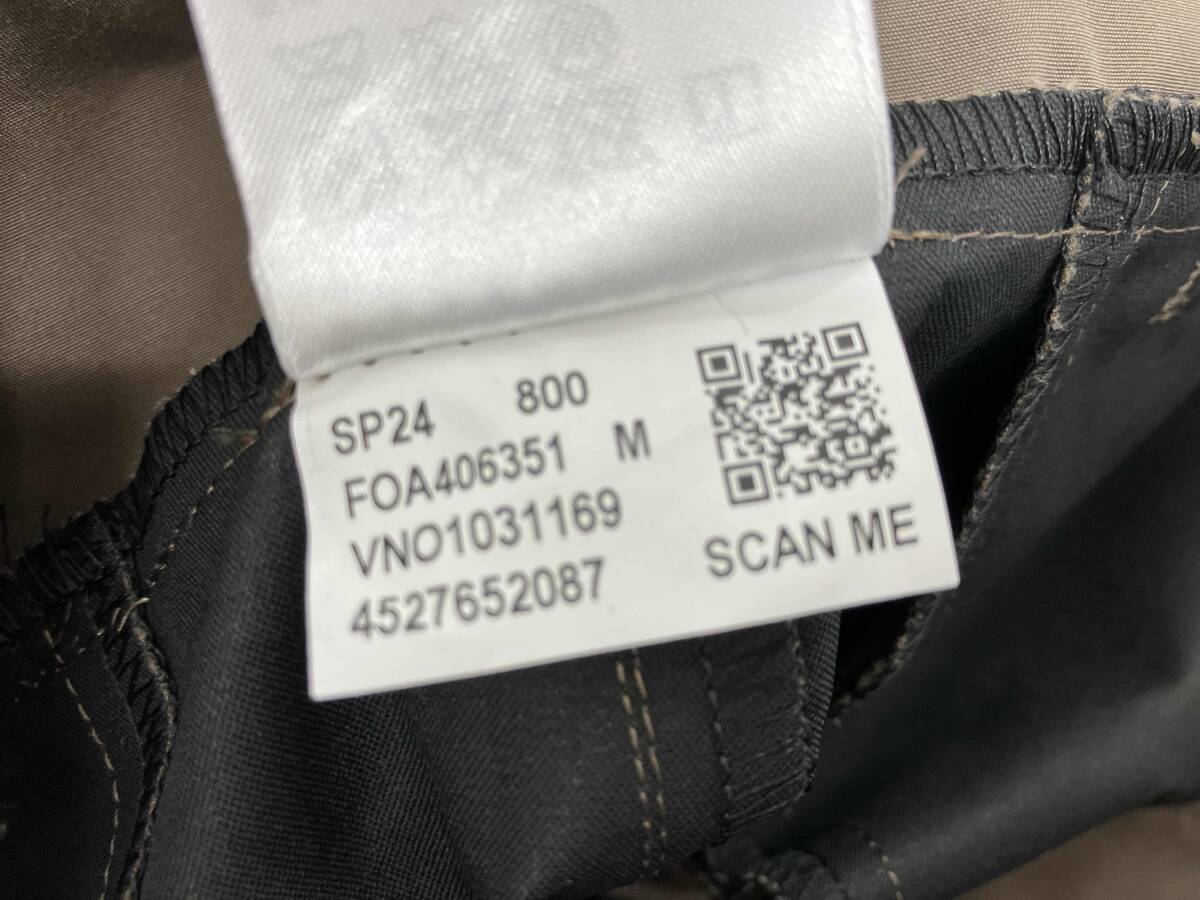 SP24 800
FOA406351 M
VNO1031169
4527652087
SCAN ME